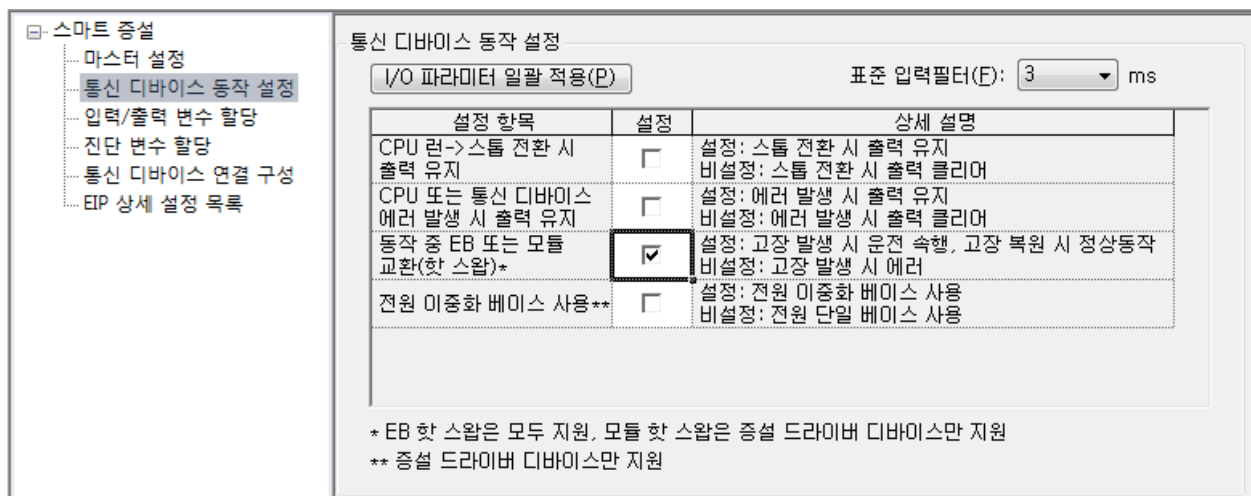 스마트 증설
마스터 설정
통신 디바이스 동작 설정
입력/출력 변수 할당
진단 변수 할당
통신 디바이스 연결 구성
EIP 상세 설정 목록
통신 디바이스 동작 설정
I/O 파라미터 일괄 적용(P)
표준 입력필터(F): 3 ms
설정 항목 설정 상세 설명
CPU 런->스톱 전환 시
출력 유지
설정: 스톱 전환 시 출력 유지
비설정: 스톱 전환 시 출력 클리어
CPU 또는 통신 디바이스
에러 발생 시 출력 유지
설정: 에러 발생 시 출력 유지
비설정: 에러 발생 시 출력 클리어
동작 중 EB 또는 모듈
교환(핫 스왑)*
설정: 고장 발생 시 운전 속행, 고장 복원 시 정상동작
비설정: 고장 발생 시 에러
전원 이중화 베이스 사용**
설정: 전원 이중화 베이스 사용
비설정: 전원 단일 베이스 사용
* EB 핫 스왑은 모두 지원, 모듈 핫 스왑은 증설 드라이버 디바이스만 지원
** 증설 드라이버 디바이스만 지원